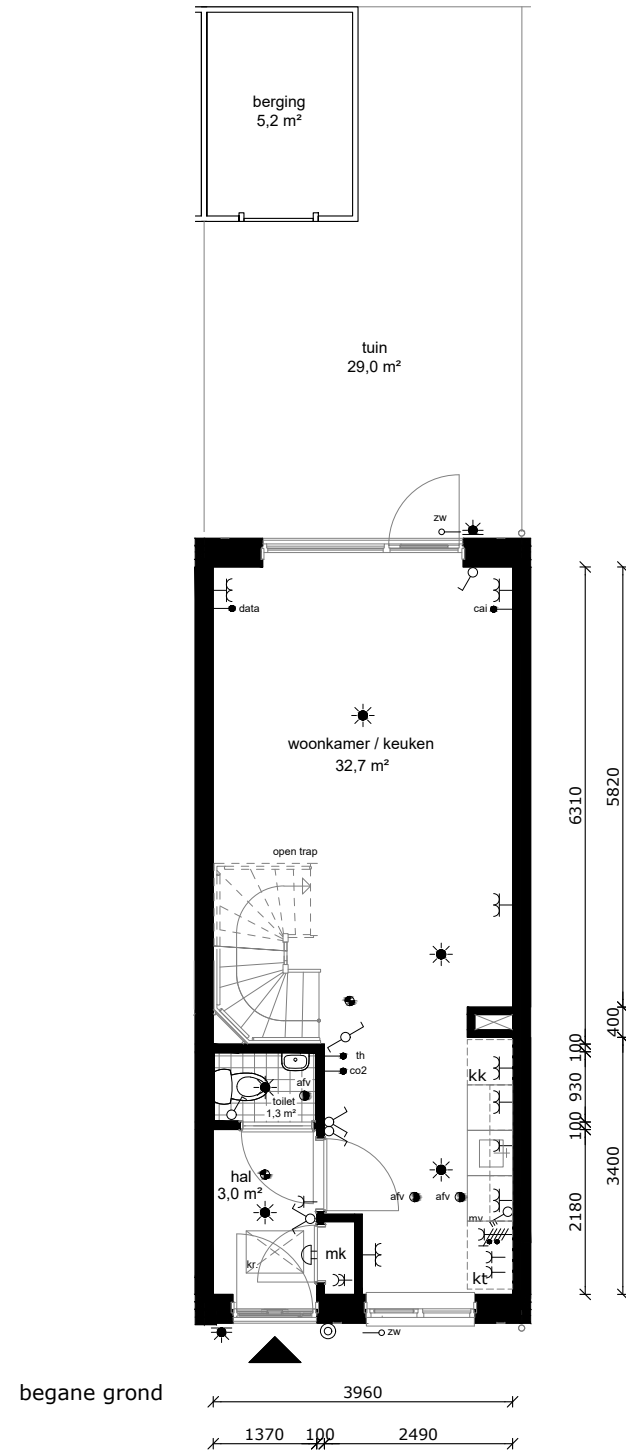 berging
5,2 m²
tuin
29,0 m²
zw
data
cai
woonkamer / keuken
32,7 m²
6310
5820
open trap
400
th
co2
100
kk
afv
930
toilet
1,3 m²
100
3400
hal
3,0 m²
afv
afv
2180
mv
kr.
mk
kt
zw
begane grond
3960
1370
100
2490